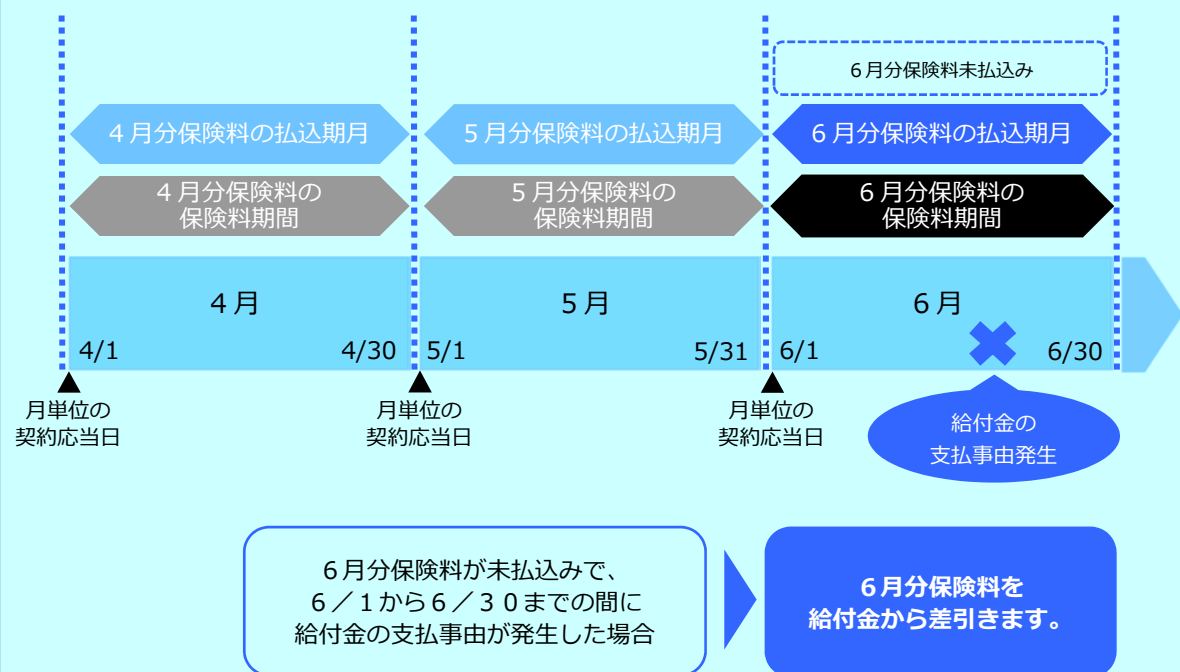 ６月分保険料未払込み
４月分保険料の払込期月
５月分保険料の払込期月
６月分保険料の払込期月
４月分保険料の
保険料期間
５月分保険料の
保険料期間
６月分保険料の
保険料期間
４月
５月
６月
4/1
4/30
5/1
5/31
6/1
6/30
月単位の
契約応当日
月単位の
契約応当日
月単位の
契約応当日
給付金の
支払事由発生
６月分保険料が未払込みで、
６／１から６／３０までの間に
給付金の支払事由が発生した場合
６月分保険料を
給付金から差引きます。